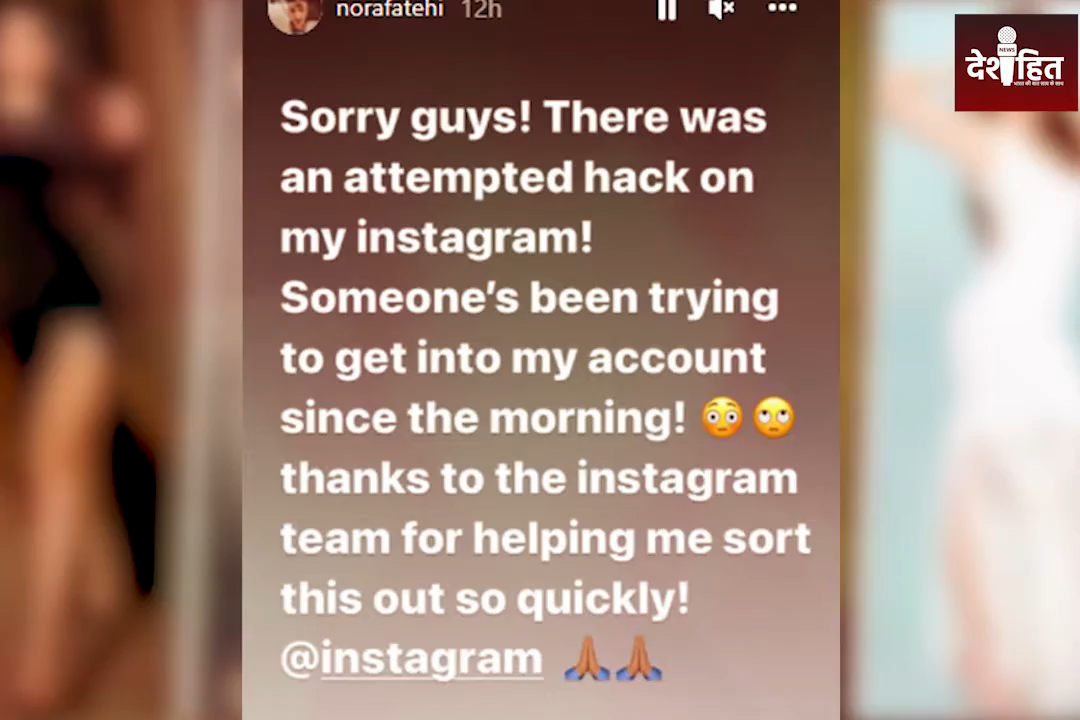 norafatehi 12h
NEWS
देशहित
Sorry guys! There was
an attempted hack on
my instagram!
Someone's been trying
to get into my account
since the morning! 😳🙄
thanks to the instagram
team for helping me sort
this out so quickly!
@instagram 🙏🏽🙏🏽